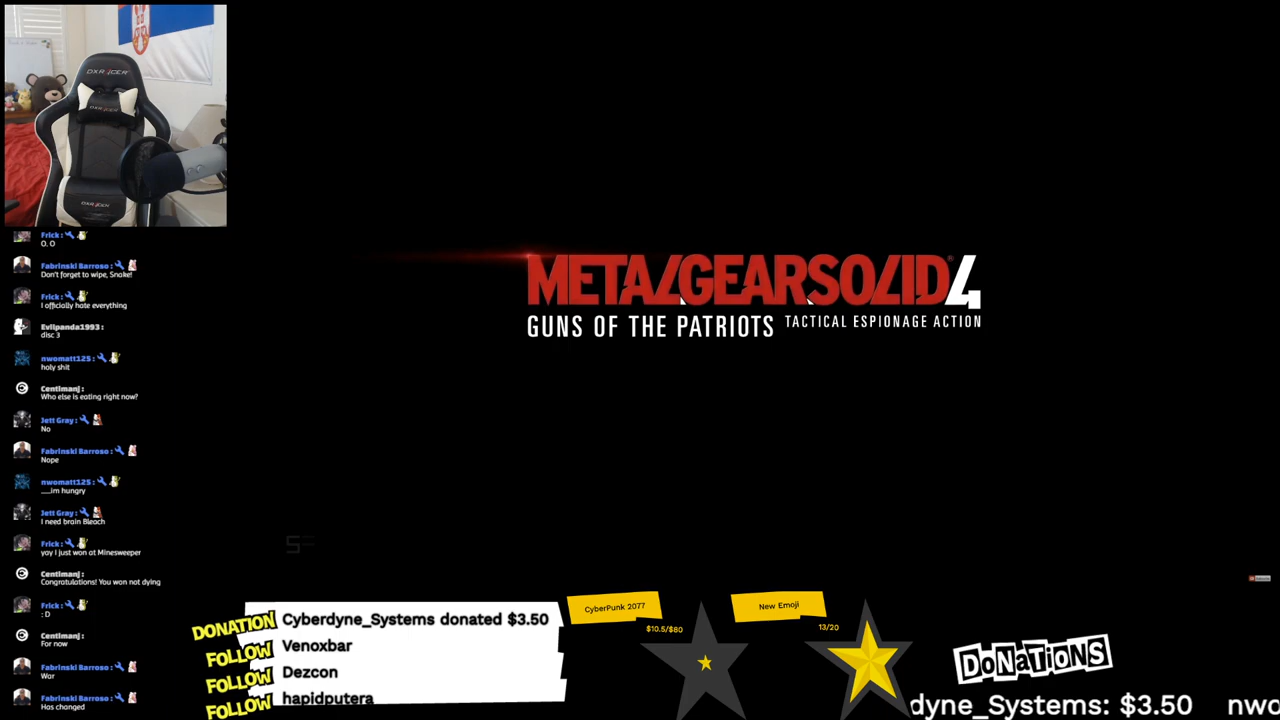 DXRACER
DXRACER
DXRACER
Frick :
O. O
Fabrinski Barroso :
Don't forget to wipe, Snake!
Frick :
I officially hate everything
Evilpanda1993 :
disc 3
nwomatt125 :
holy shit
Centimanj :
Who else is eating right now?
Jett Gray :
No
Fabrinski Barroso :
Nope
nwomatt125 :
__im hungry
Jett Gray :
I need brain Bleach
Frick :
yay I just won at Minesweeper
Centimanj :
Congratulations! You won not dying
Frick :
: D
Centimanj :
For now
Fabrinski Barroso :
War
Fabrinski Barroso :
Has changed
METAL GEAR SOLID 4
GUNS OF THE PATRIOTS TACTICAL ESPIONAGE ACTION
DONATION Cyberdyne_Systems donated $3.50
FOLLOW Venoxbar
FOLLOW Dezcon
FOLLOW hapidputera
CyberPunk 2077
$10.5/$80
New Emoji
13/20
DONATIONS
dyne_Systems: $3.50 nwo